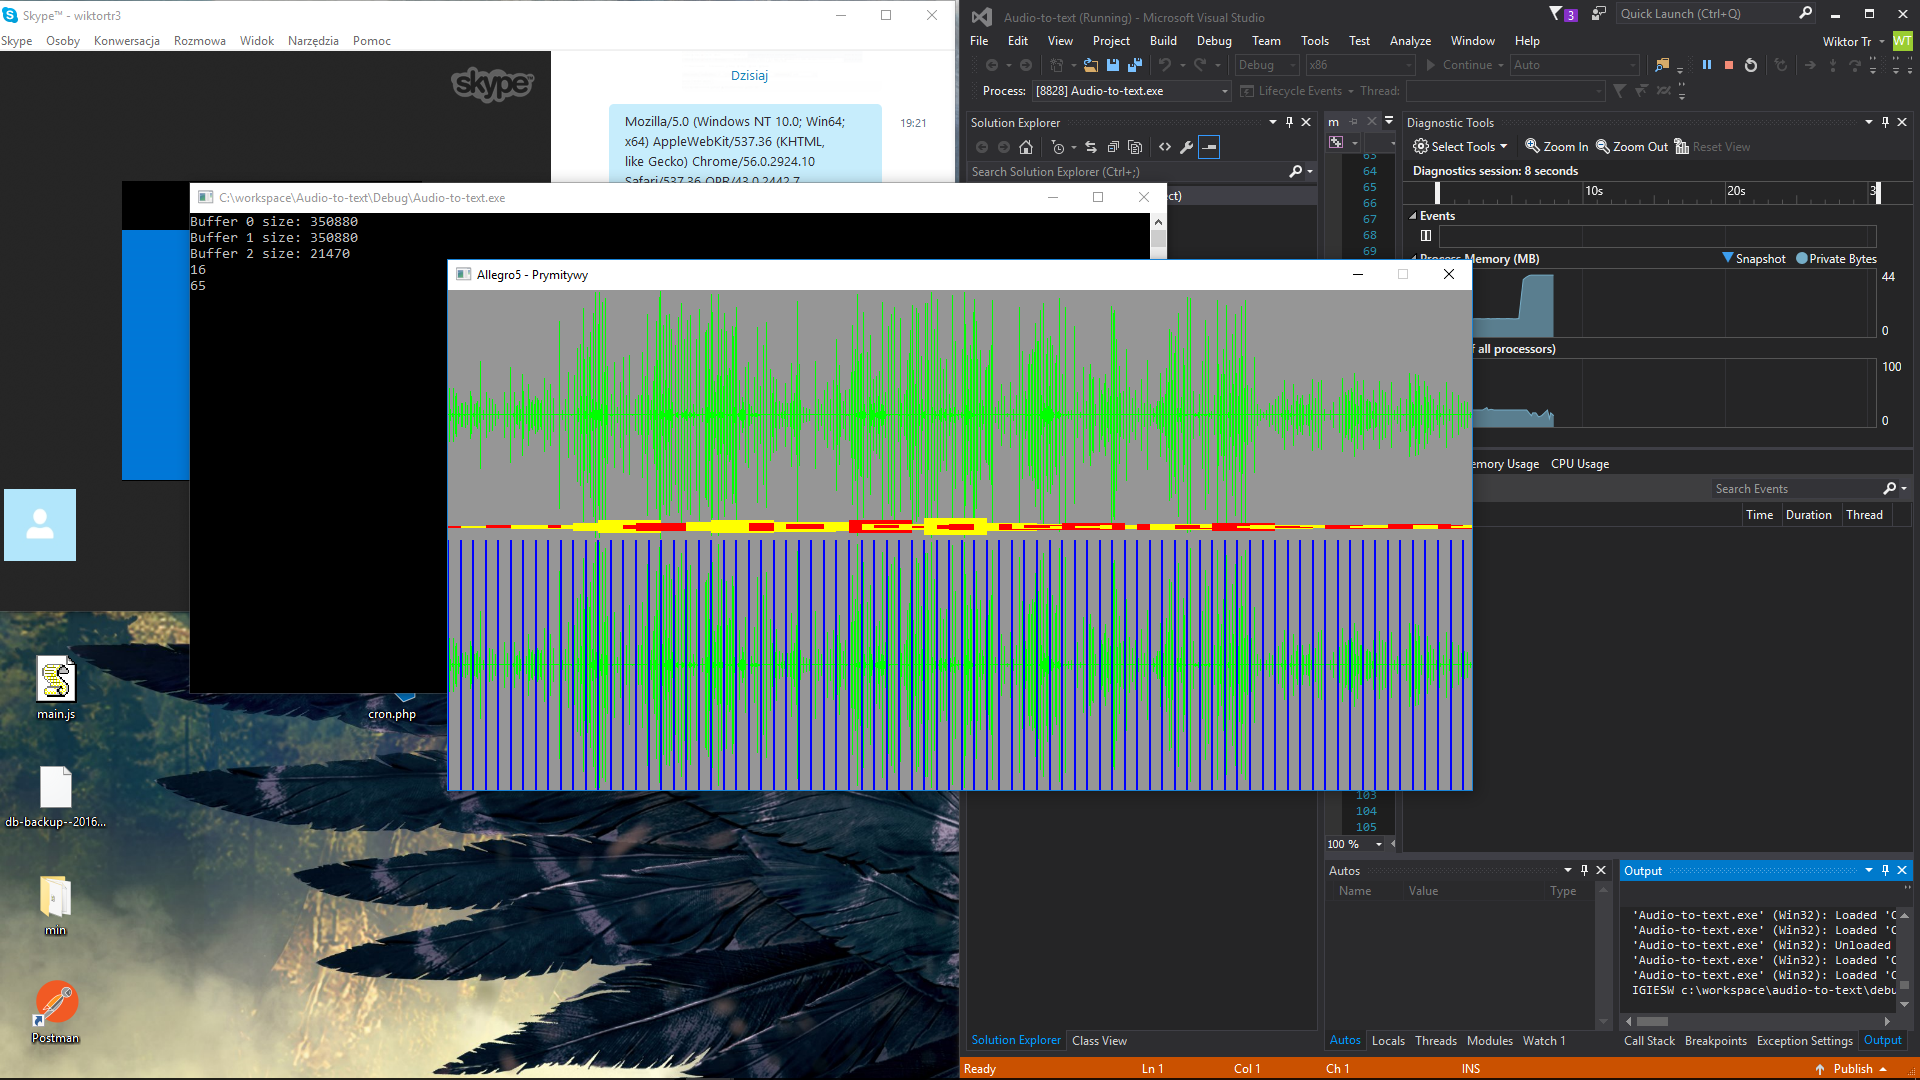 Skype™ - wiktortr3
Skype Osoby Konwersacja Rozmowa Widok Narzędzia Pomoc
skype
Dzisiaj
Mozilla/5.0 (Windows NT 10.0; Win64;
x64) AppleWebKit/537.36 (KHTML,
like Gecko) Chrome/56.0.2924.10
Safari/537.36 OPR/43.0.2442.7
19:21
C:\workspace\Audio-to-text\Debug\Audio-to-text.exe
Buffer 0 size: 350880
Buffer 1 size: 350880
Buffer 2 size: 21470
16
65
Allegro5 - Prymitywy
main.js
cron.php
db-backup--2016...
min
Postman
Audio-to-text (Running) - Microsoft Visual Studio
3
Quick Launch (Ctrl+Q)
File Edit View Project Build Debug Team Tools Test Analyze Window Help
Wiktor Tr WT
Debug x86 Continue Auto
Process: [8828] Audio-to-text.exe Lifecycle Events Thread:
Solution Explorer
Search Solution Explorer (Ctrl+;)
ct)
m
63
64
65
66
67
68
69
103
104
105
100 %
Diagnostic Tools
Select Tools Zoom In Zoom Out Reset View
Diagnostics session: 8 seconds
10s 20s 3
Events
Process Memory (MB) Snapshot Private Bytes
44
0
all processors)
100
0
emory Usage CPU Usage
Search Events
Time Duration Thread
Autos
Name Value Type
Output
'Audio-to-text.exe' (Win32): Loaded 'C
'Audio-to-text.exe' (Win32): Loaded 'C
'Audio-to-text.exe' (Win32): Unloaded
'Audio-to-text.exe' (Win32): Loaded 'C
'Audio-to-text.exe' (Win32): Loaded 'C
IGIESW c:\workspace\audio-to-text\debu
Solution Explorer Class View
Autos Locals Threads Modules Watch 1
Call Stack Breakpoints Exception Settings Output
Ready Ln 1 Col 1 Ch 1 INS Publish